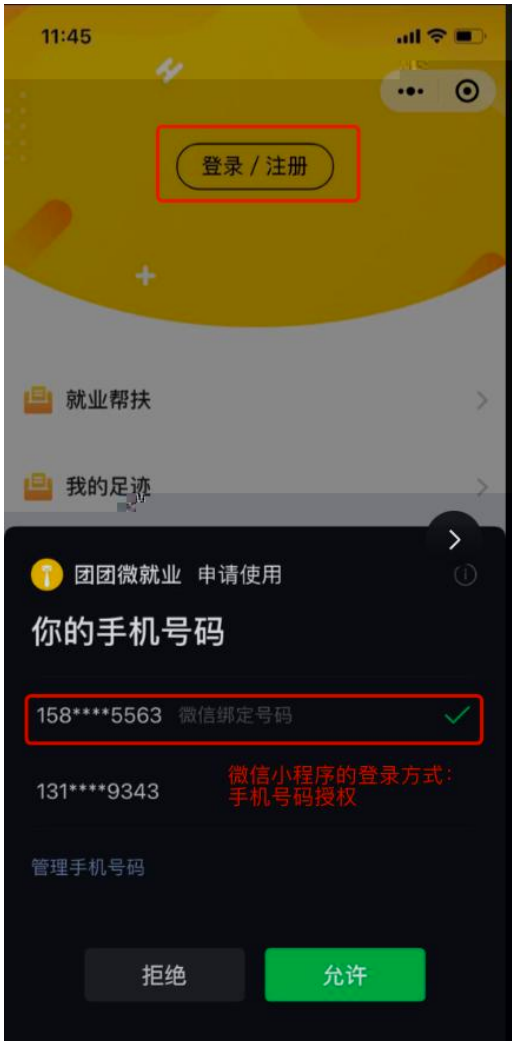 11:45
登录 / 注册
就业帮扶
我的足迹
团团微就业 申请使用
你的手机号码
158****5563 微信绑定号码
131****9343
微信小程序的登录方式：
手机号码授权
管理手机号码
拒绝
允许